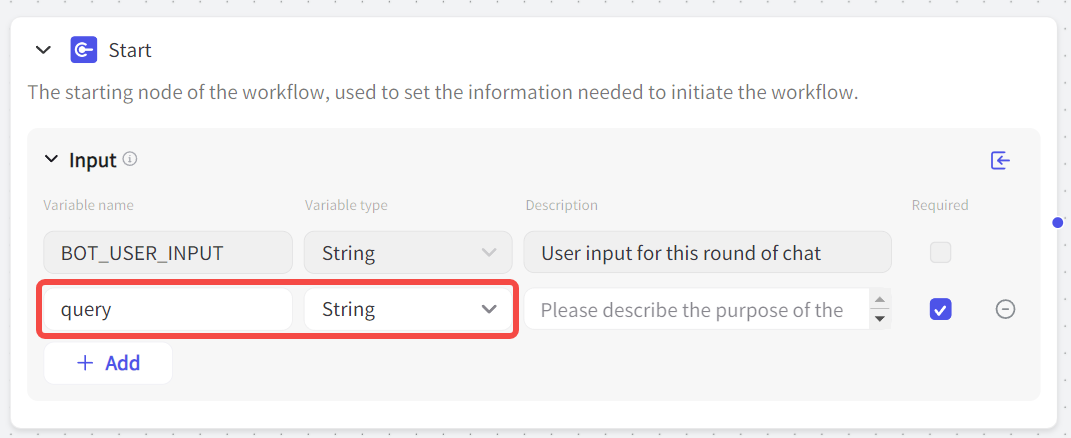 Start
The starting node of the workflow, used to set the information needed to initiate the workflow.
Input
Variable name Variable type Description Required
BOT_USER_INPUT String User input for this round of chat
query String Please describe the purpose of the
+ Add